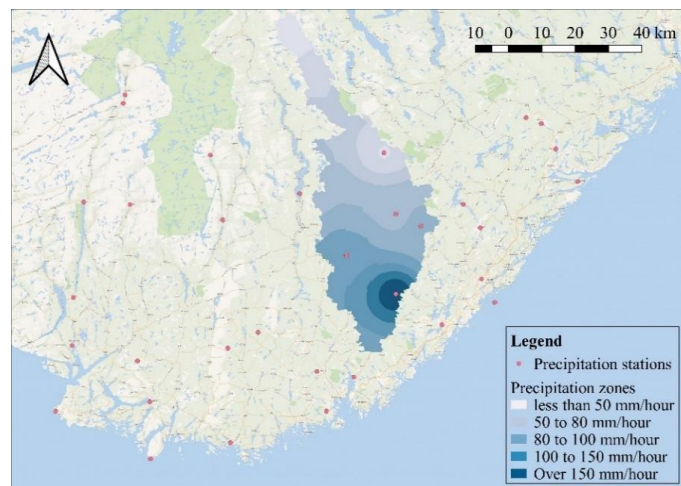 10 0 10 20 30 40 km
Legend
Precipitation stations
Precipitation zones
less than 50 mm/hour
50 to 80 mm/hour
80 to 100 mm/hour
100 to 150 mm/hour
Over 150 mm/hour